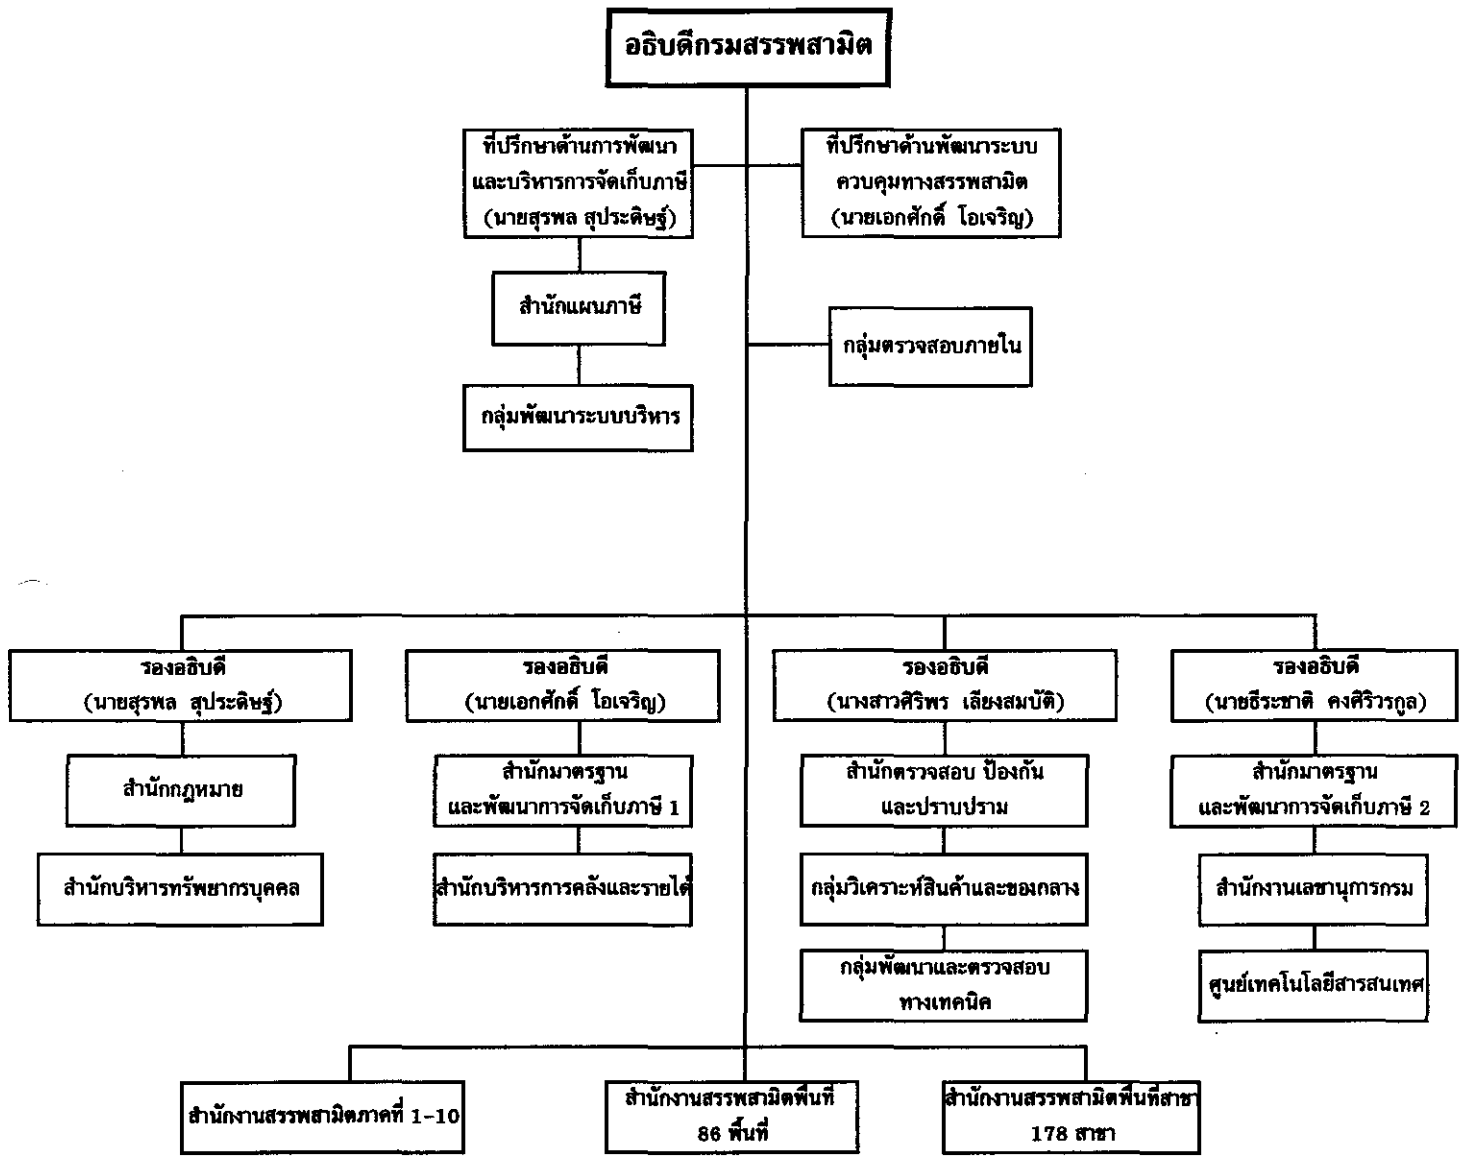 อธิบดีกรมสรรพสามิต
ที่ปรึกษาด้านการพัฒนา
และบริหารการจัดเก็บภาษี
(นายสุรพล สุประดิษฐ์)
ที่ปรึกษาด้านพัฒนาระบบ
ควบคุมทางสรรพสามิต
(นายเอกศักดิ์ โอเจริญ)
สำนักแผนภาษี
กลุ่มตรวจสอบภายใน
กลุ่มพัฒนาระบบบริหาร
รองอธิบดี
(นายสุรพล สุประดิษฐ์)
รองอธิบดี
(นายเอกศักดิ์ โอเจริญ)
รองอธิบดี
(นางสาวศิริพร เลียงสมบัติ)
รองอธิบดี
(นายธีระชาติ คงศิริวรกูล)
สำนักกฎหมาย
สำนักมาตรฐาน
และพัฒนาการจัดเก็บภาษี 1
สำนักตรวจสอบ ป้องกัน
และปราบปราม
สำนักมาตรฐาน
และพัฒนาการจัดเก็บภาษี 2
สำนักบริหารทรัพยากรบุคคล
สำนักบริหารการคลังและรายได้
กลุ่มวิเคราะห์สินค้าและของกลาง
สำนักงานเลขานุการกรม
กลุ่มพัฒนาและตรวจสอบ
ทางเทคนิค
ศูนย์เทคโนโลยีสารสนเทศ
สำนักงานสรรพสามิตภาคที่ 1-10
สำนักงานสรรพสามิตพื้นที่
86 พื้นที่
สำนักงานสรรพสามิตพื้นที่สาขา
178 สาขา